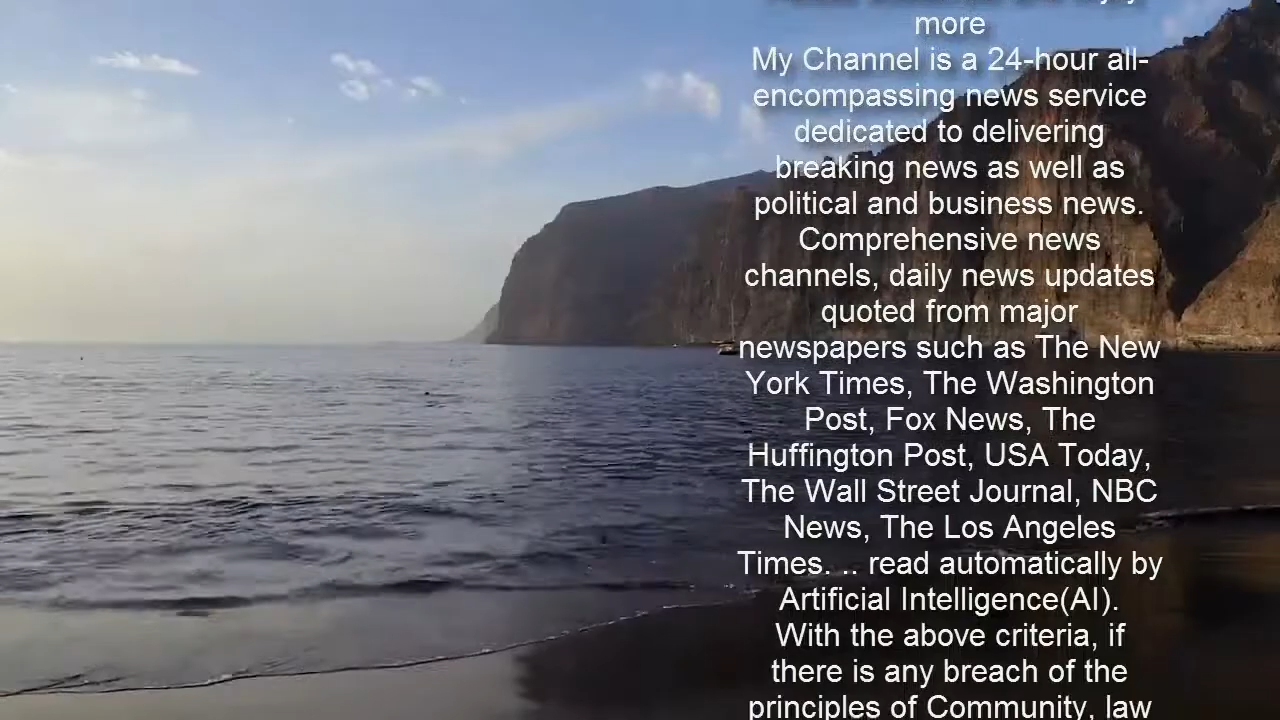 more
My Channel is a 24-hour all-
encompassing news service
dedicated to delivering
breaking news as well as
political and business news.
Comprehensive news
channels, daily news updates
quoted from major
newspapers such as The New
York Times, The Washington
Post, Fox News, The
Huffington Post, USA Today,
The Wall Street Journal, NBC
News, The Los Angeles
Times. .. read automatically by
Artificial Intelligence(AI).
With the above criteria, if
there is any breach of the
principles of Community, law